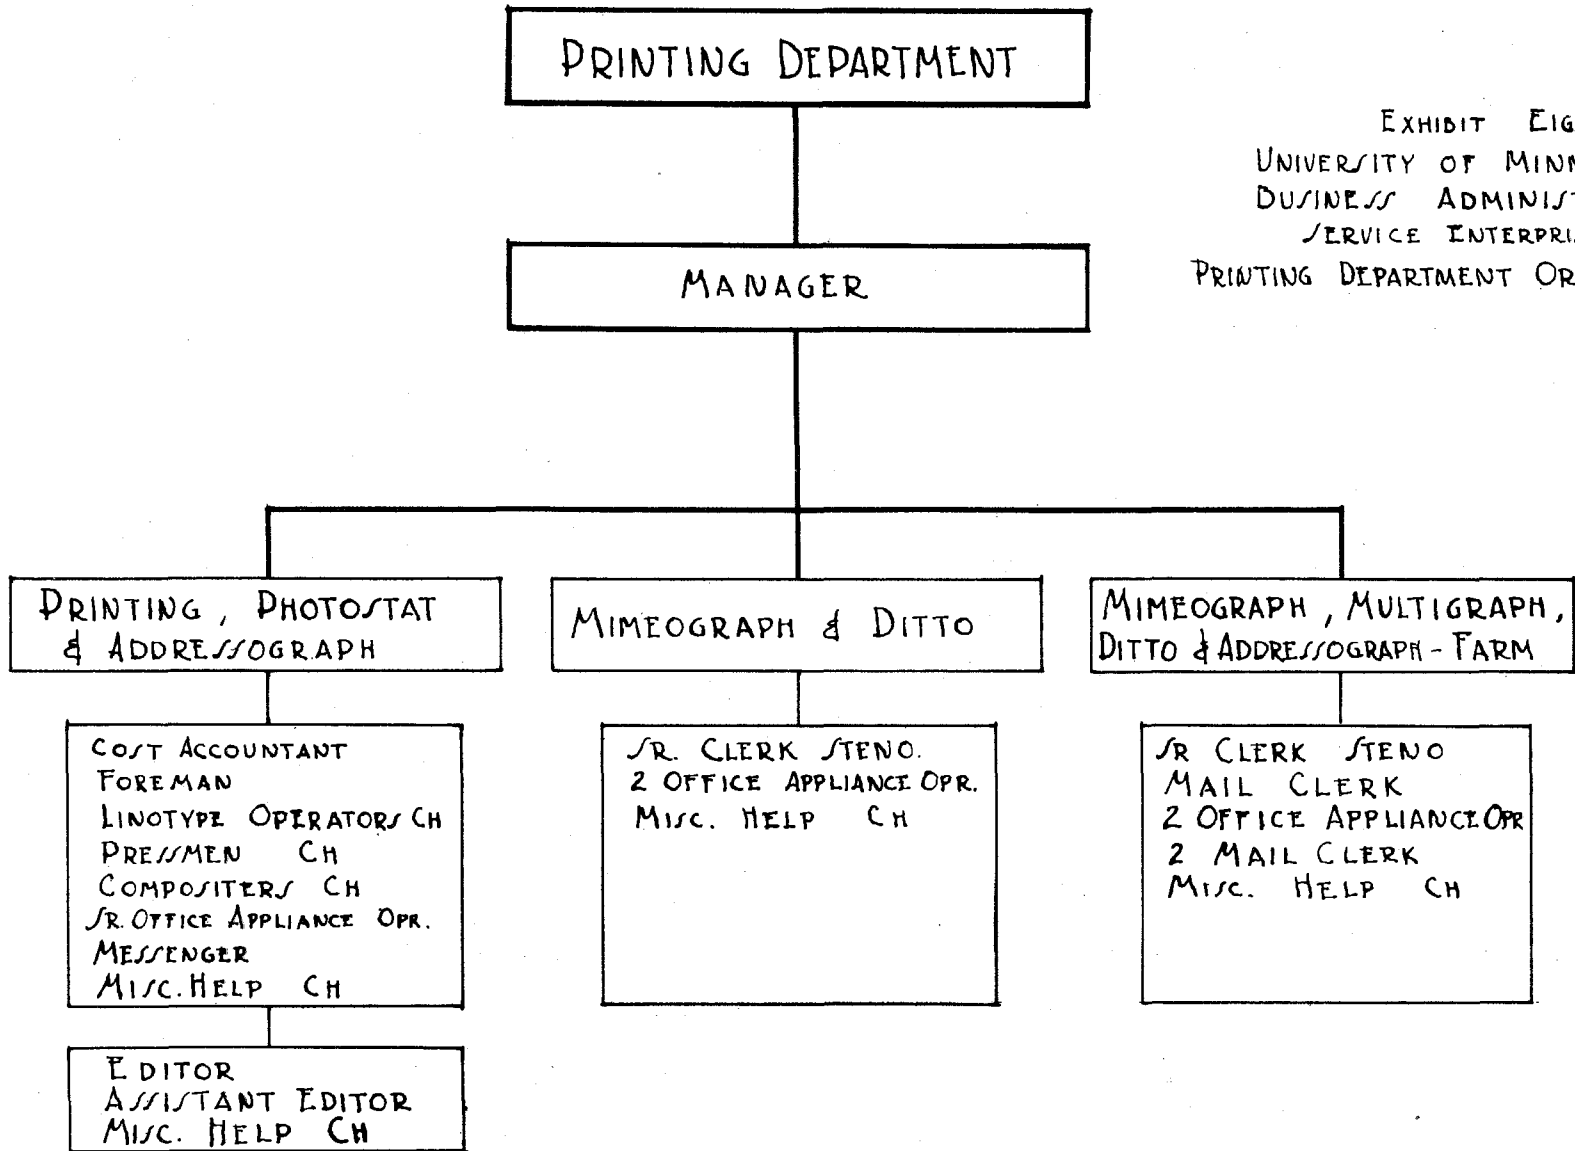 PRINTING DEPARTMENT
EXHIBIT EIG
UNIVERSITY OF MINN
BUSINESS ADMINIST
SERVICE ENTERPRI
PRINTING DEPARTMENT OR
MANAGER
PRINTING, PHOTOSTAT
& ADDRESSOGRAPH
COST ACCOUNTANT
FOREMAN
LINOTYPE OPERATORS CH
PRESSMEN CH
COMPOSITERS CH
SR. OFFICE APPLIANCE OPR.
MESSENGER
MISC. HELP CH
EDITOR
ASSISTANT EDITOR
MISC. HELP CH
MIMEOGRAPH & DITTO
SR. CLERK STENO.
2 OFFICE APPLIANCE OPR.
MISC. HELP CH
MIMEOGRAPH, MULTIGRAPH,
DITTO & ADDRESSOGRAPH - FARM
SR CLERK STENO
MAIL CLERK
2 OFFICE APPLIANCE OPR
2 MAIL CLERK
MISC. HELP CH